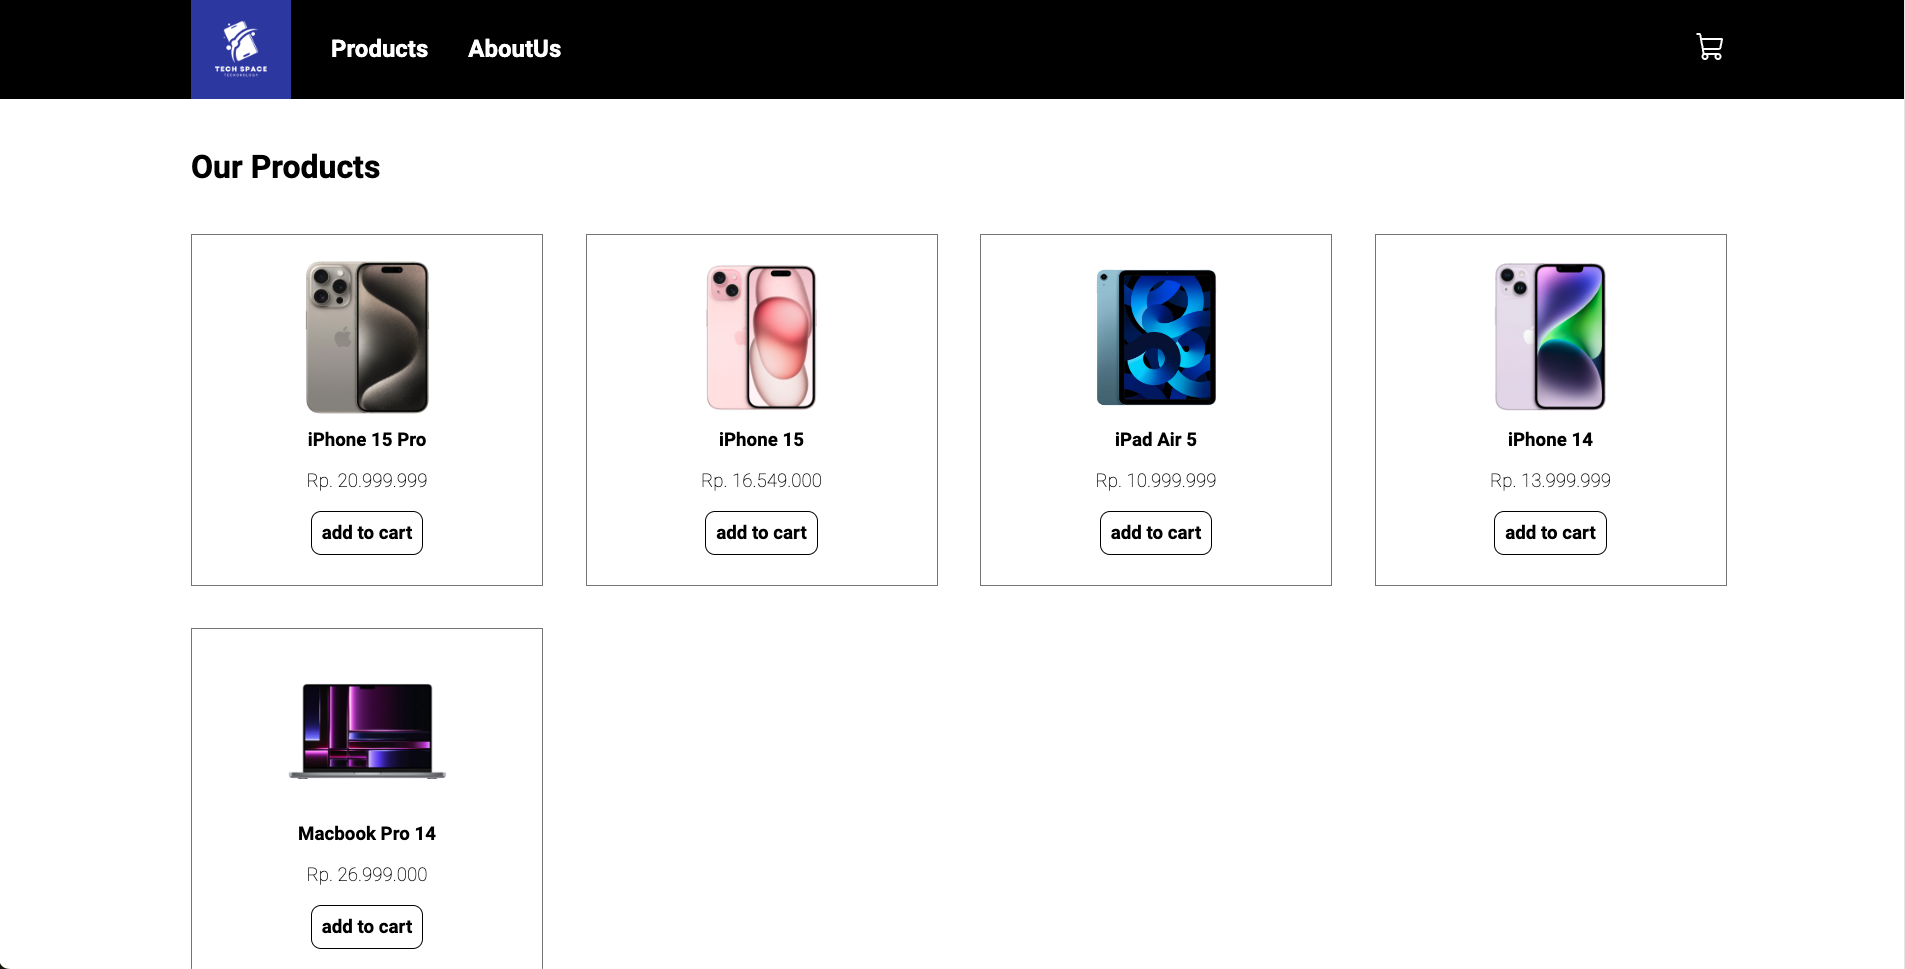 TECH SPACE
TECHNOLOGY
Products
AboutUs
Our Products
iPhone 15 Pro
Rp. 20.999.999
add to cart
iPhone 15
Rp. 16.549.000
add to cart
iPad Air 5
Rp. 10.999.999
add to cart
iPhone 14
Rp. 13.999.999
add to cart
Macbook Pro 14
Rp. 26.999.000
add to cart